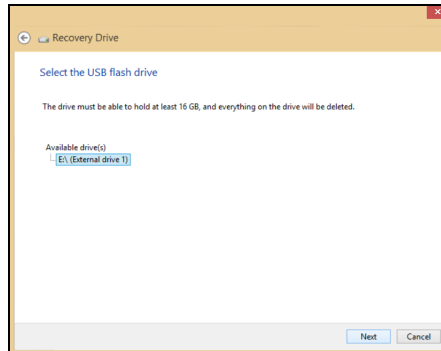 Recovery Drive
Select the USB flash drive
The drive must be able to hold at least 16 GB, and everything on the drive will be deleted.
Available drive(s)
E:\ (External drive 1)
Next Cancel